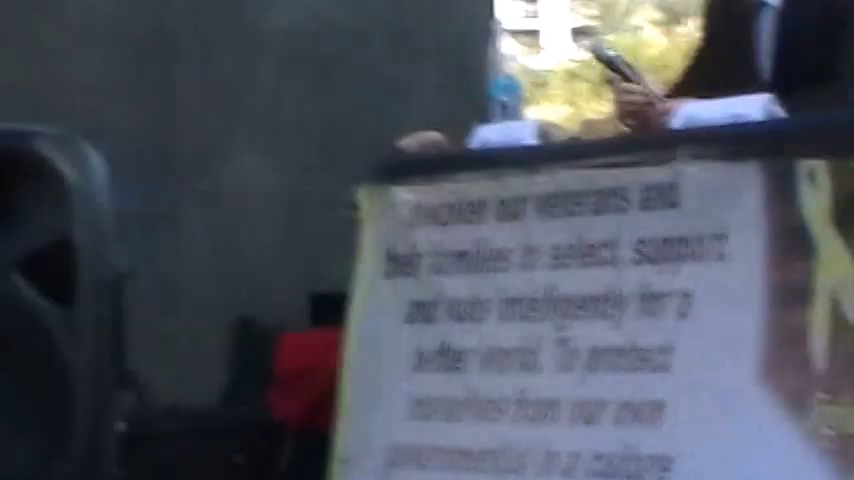 our veterans and
families to select, support
and vote intelligently for a
better world. To protect
ourselves from our own